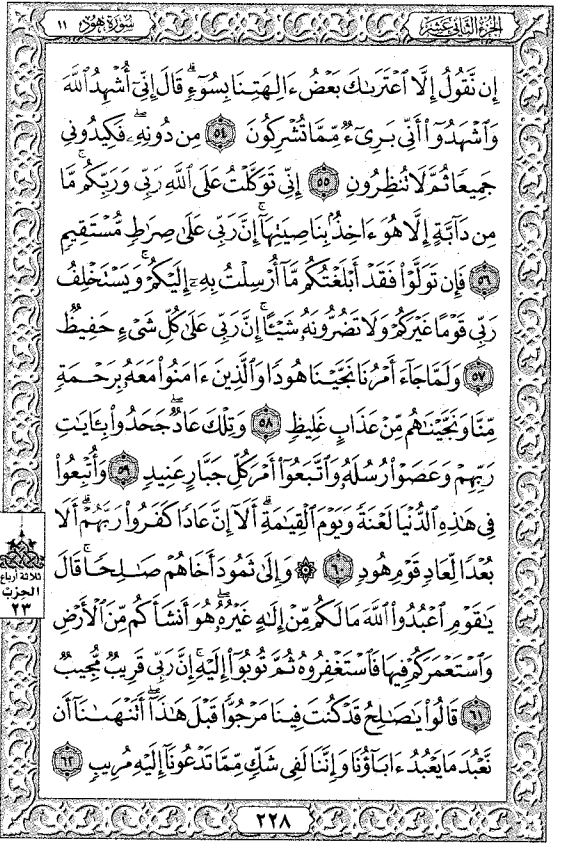 الجزء الثاني عشر
سورة هود ١١
إِن نَّقُولُ إِلَّا ٱعْتَرَىٰكَ بَعْضُ ءَالِهَتِنَا بِسُوٓءٍۗ قَالَ إِنِّىٓ أُشْهِدُ ٱللَّهَ
وَٱشْهَدُوٓا۟ أَنِّى بَرِىٓءٌ مِّمَّا تُشْرِكُونَ ٥٤ مِن دُونِهِۦۖ فَكِيدُونِى
جَمِيعًا ثُمَّ لَا تُنظِرُونِ ٥٥ إِنِّى تَوَكَّلْتُ عَلَى ٱللَّهِ رَبِّى وَرَبِّكُمۚ مَّا
مِن دَآبَّةٍ إِلَّا هُوَ ءَاخِذٌۢ بِنَاصِيَتِهَآۚ إِنَّ رَبِّى عَلَىٰ صِرَٰطٍ مُّسْتَقِيمٍ
٥٦ فَإِن تَوَلَّوْا۟ فَقَدْ أَبْلَغْتُكُم مَّآ أُرْسِلْتُ بِهِۦٓ إِلَيْكُمْۚ وَيَسْتَخْلِفُ
رَبِّى قَوْمًا غَيْرَكُمْ وَلَا تَضُرُّونَهُۥ شَيْـًٔاۚ إِنَّ رَبِّى عَلَىٰ كُلِّ شَىْءٍ حَفِيظٌ
٥٧ وَلَمَّا جَآءَ أَمْرُنَا نَجَّيْنَا هُودًا وَٱلَّذِينَ ءَامَنُوا۟ مَعَهُۥ بِرَحْمَةٍ
مِّنَّا وَنَجَّيْنَٰهُم مِّنْ عَذَابٍ غَلِيظٍ ٥٨ وَتِلْكَ عَادٌۖ جَحَدُوا۟ بِـَٔايَٰتِ
رَبِّهِمْ وَعَصَوْا۟ رُسُلَهُۥ وَٱتَّبَعُوٓا۟ أَمْرَ كُلِّ جَبَّارٍ عَنِيدٍ ٥٩ وَأُتْبِعُوا۟
فِى هَٰذِهِ ٱلدُّنْيَا لَعْنَةً وَيَوْمَ ٱلْقِيَٰمَةِۗ أَلَآ إِنَّ عَادًا كَفَرُوا۟ رَبَّهُمْۗ أَلَا
بُعْدًا لِّعَادٍ قَوْمِ هُودٍ ٦٠ ۞ وَإِلَىٰ ثَمُودَ أَخَاهُمْ صَٰلِحًاۚ قَالَ
يَٰقَوْمِ ٱعْبُدُوا۟ ٱللَّهَ مَا لَكُم مِّنْ إِلَٰهٍ غَيْرُهُۥۖ هُوَ أَنشَأَكُم مِّنَ ٱلْأَرْضِ
وَٱسْتَعْمَرَكُمْ فِيهَا فَٱسْتَغْفِرُوهُ ثُمَّ تُوبُوٓا۟ إِلَيْهِۚ إِنَّ رَبِّى قَرِيبٌ مُّجِيبٌ
٦١ قَالُوا۟ يَٰصَٰلِحُ قَدْ كُنتَ فِينَا مَرْجُوًّا قَبْلَ هَٰذَآۖ أَتَنْهَىٰنَآ أَن
نَّعْبُدَ مَا يَعْبُدُ ءَابَآؤُنَا وَإِنَّنَا لَفِى شَكٍّ مِّمَّا تَدْعُونَآ إِلَيْهِ مُرِيبٍ ٦٢
ثلاثة أرباع
الحزب
٢٣
٢٢٨